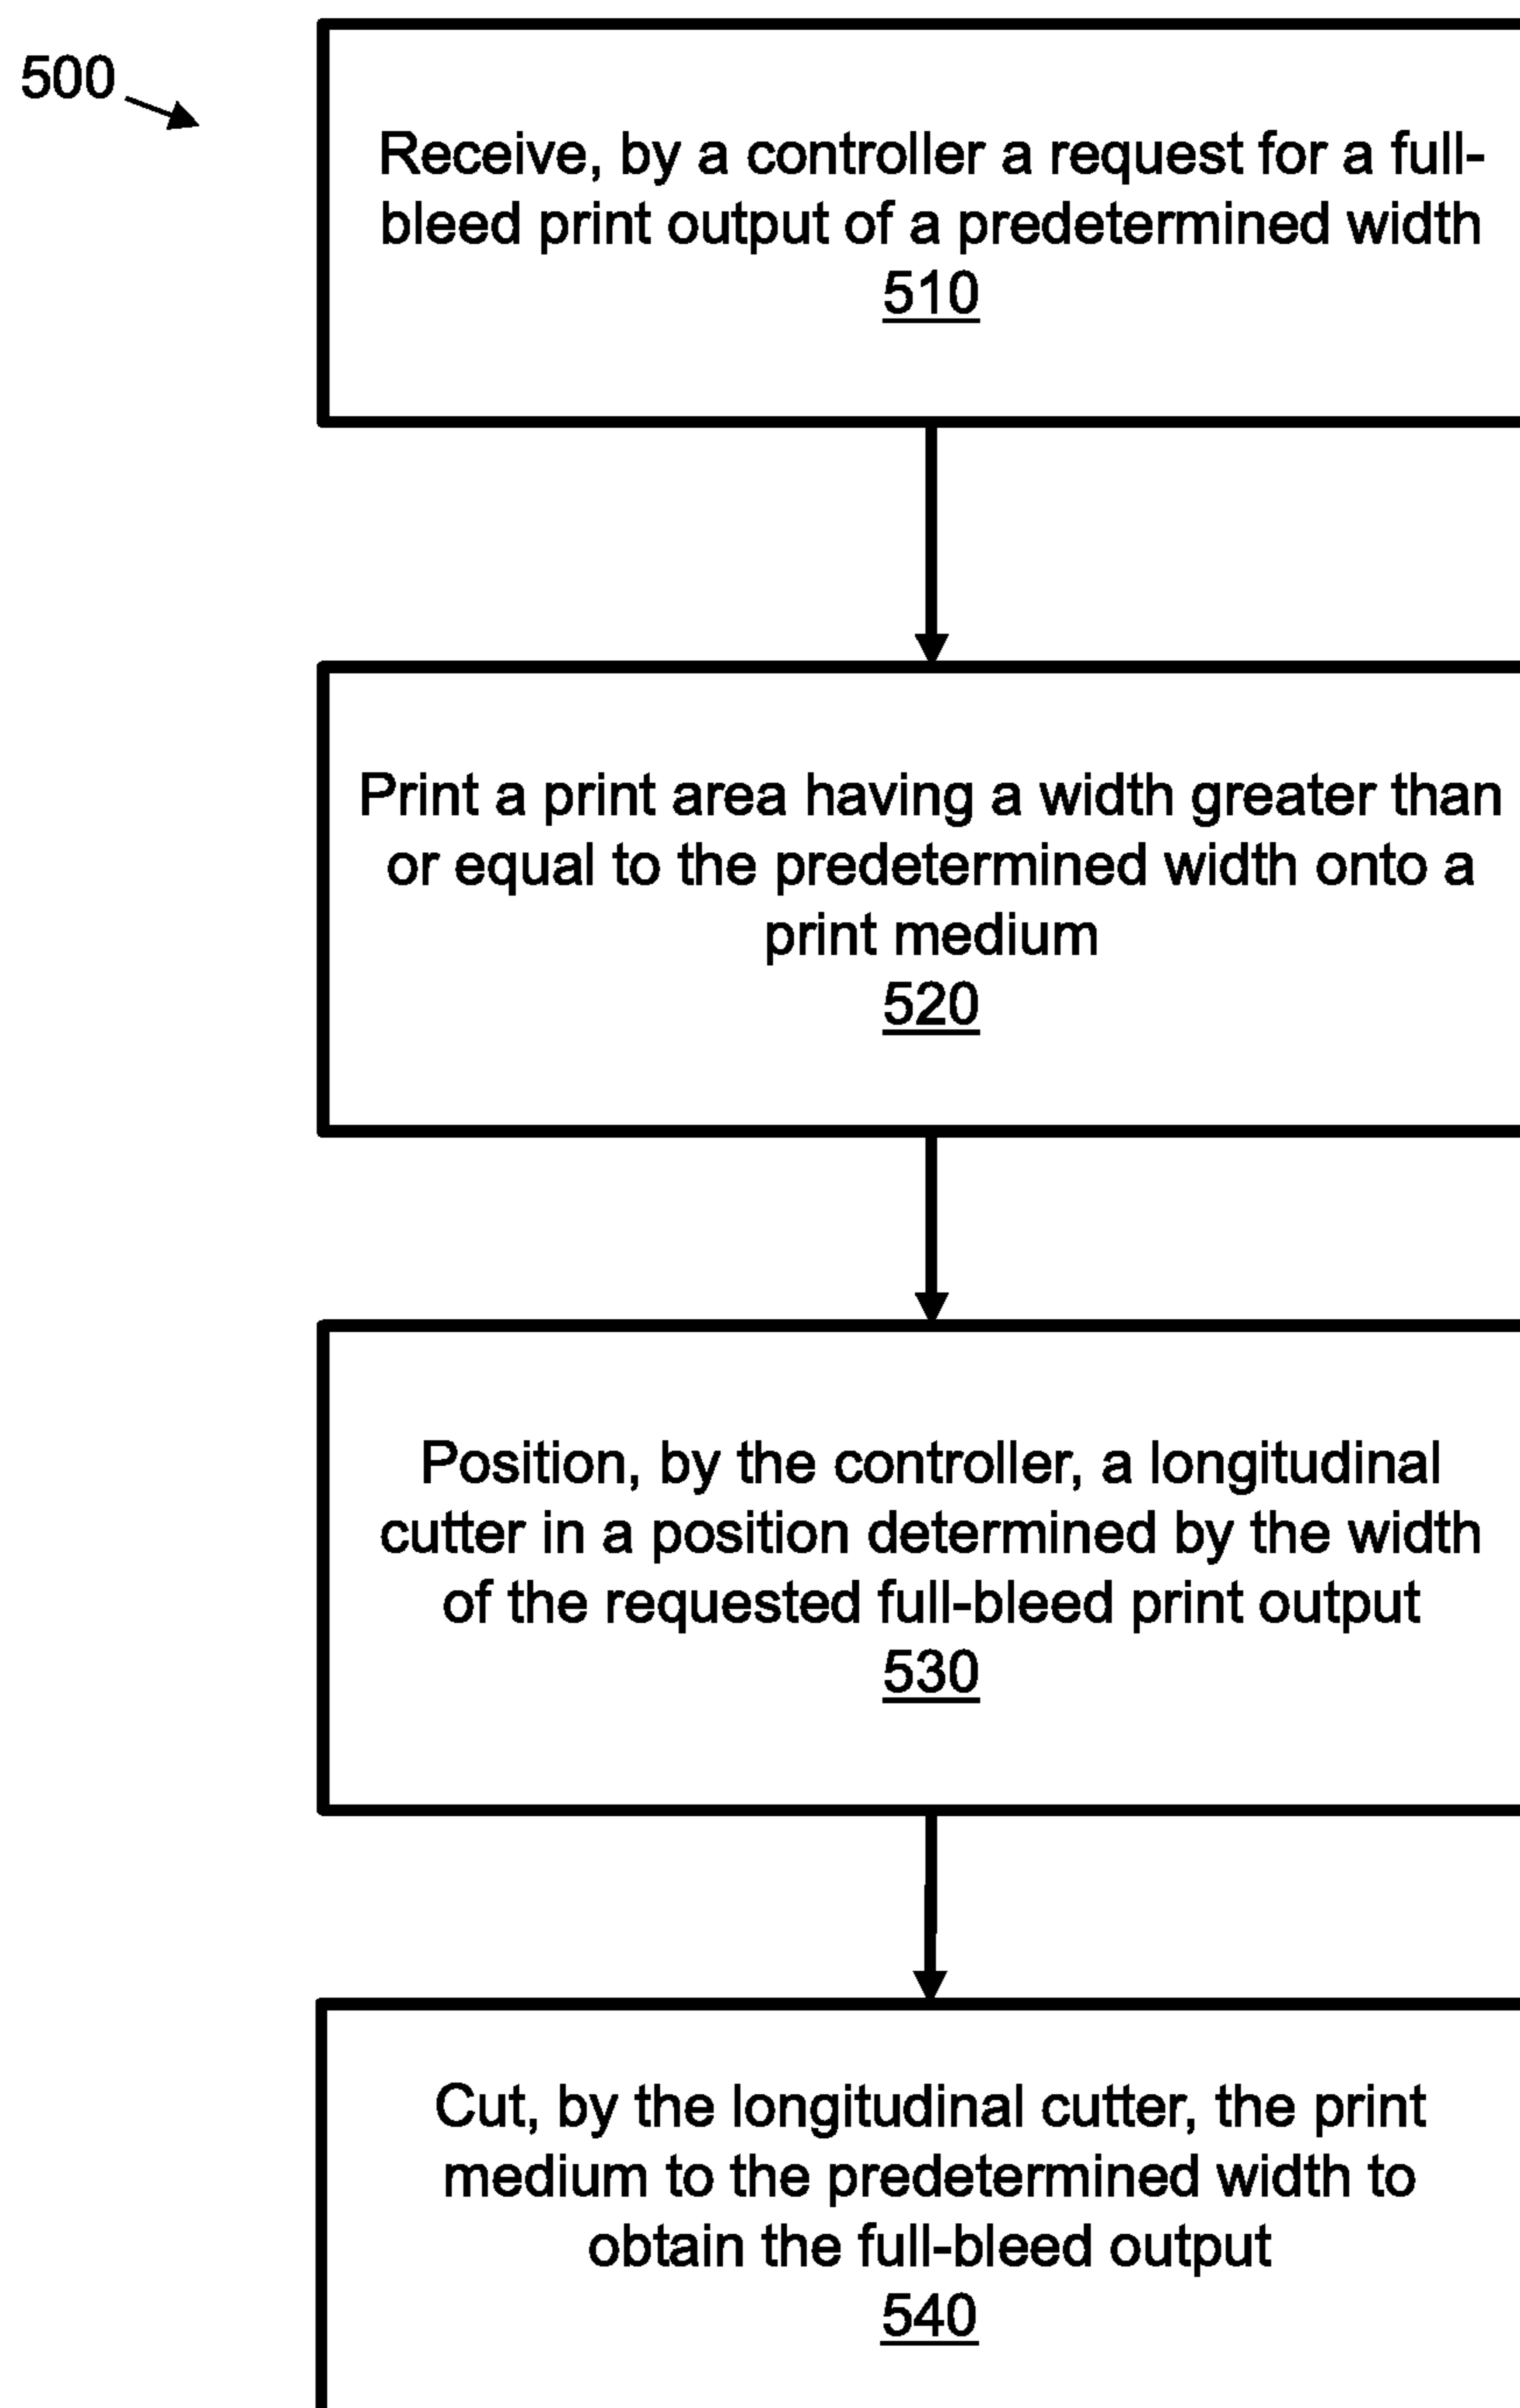 500
Receive, by a controller a request for a full-
bleed print output of a predetermined width
510
Print a print area having a width greater than
or equal to the predetermined width onto a
print medium
520
Position, by the controller, a longitudinal
cutter in a position determined by the width
of the requested full-bleed print output
530
Cut, by the longitudinal cutter, the print
medium to the predetermined width to
obtain the full-bleed output
540